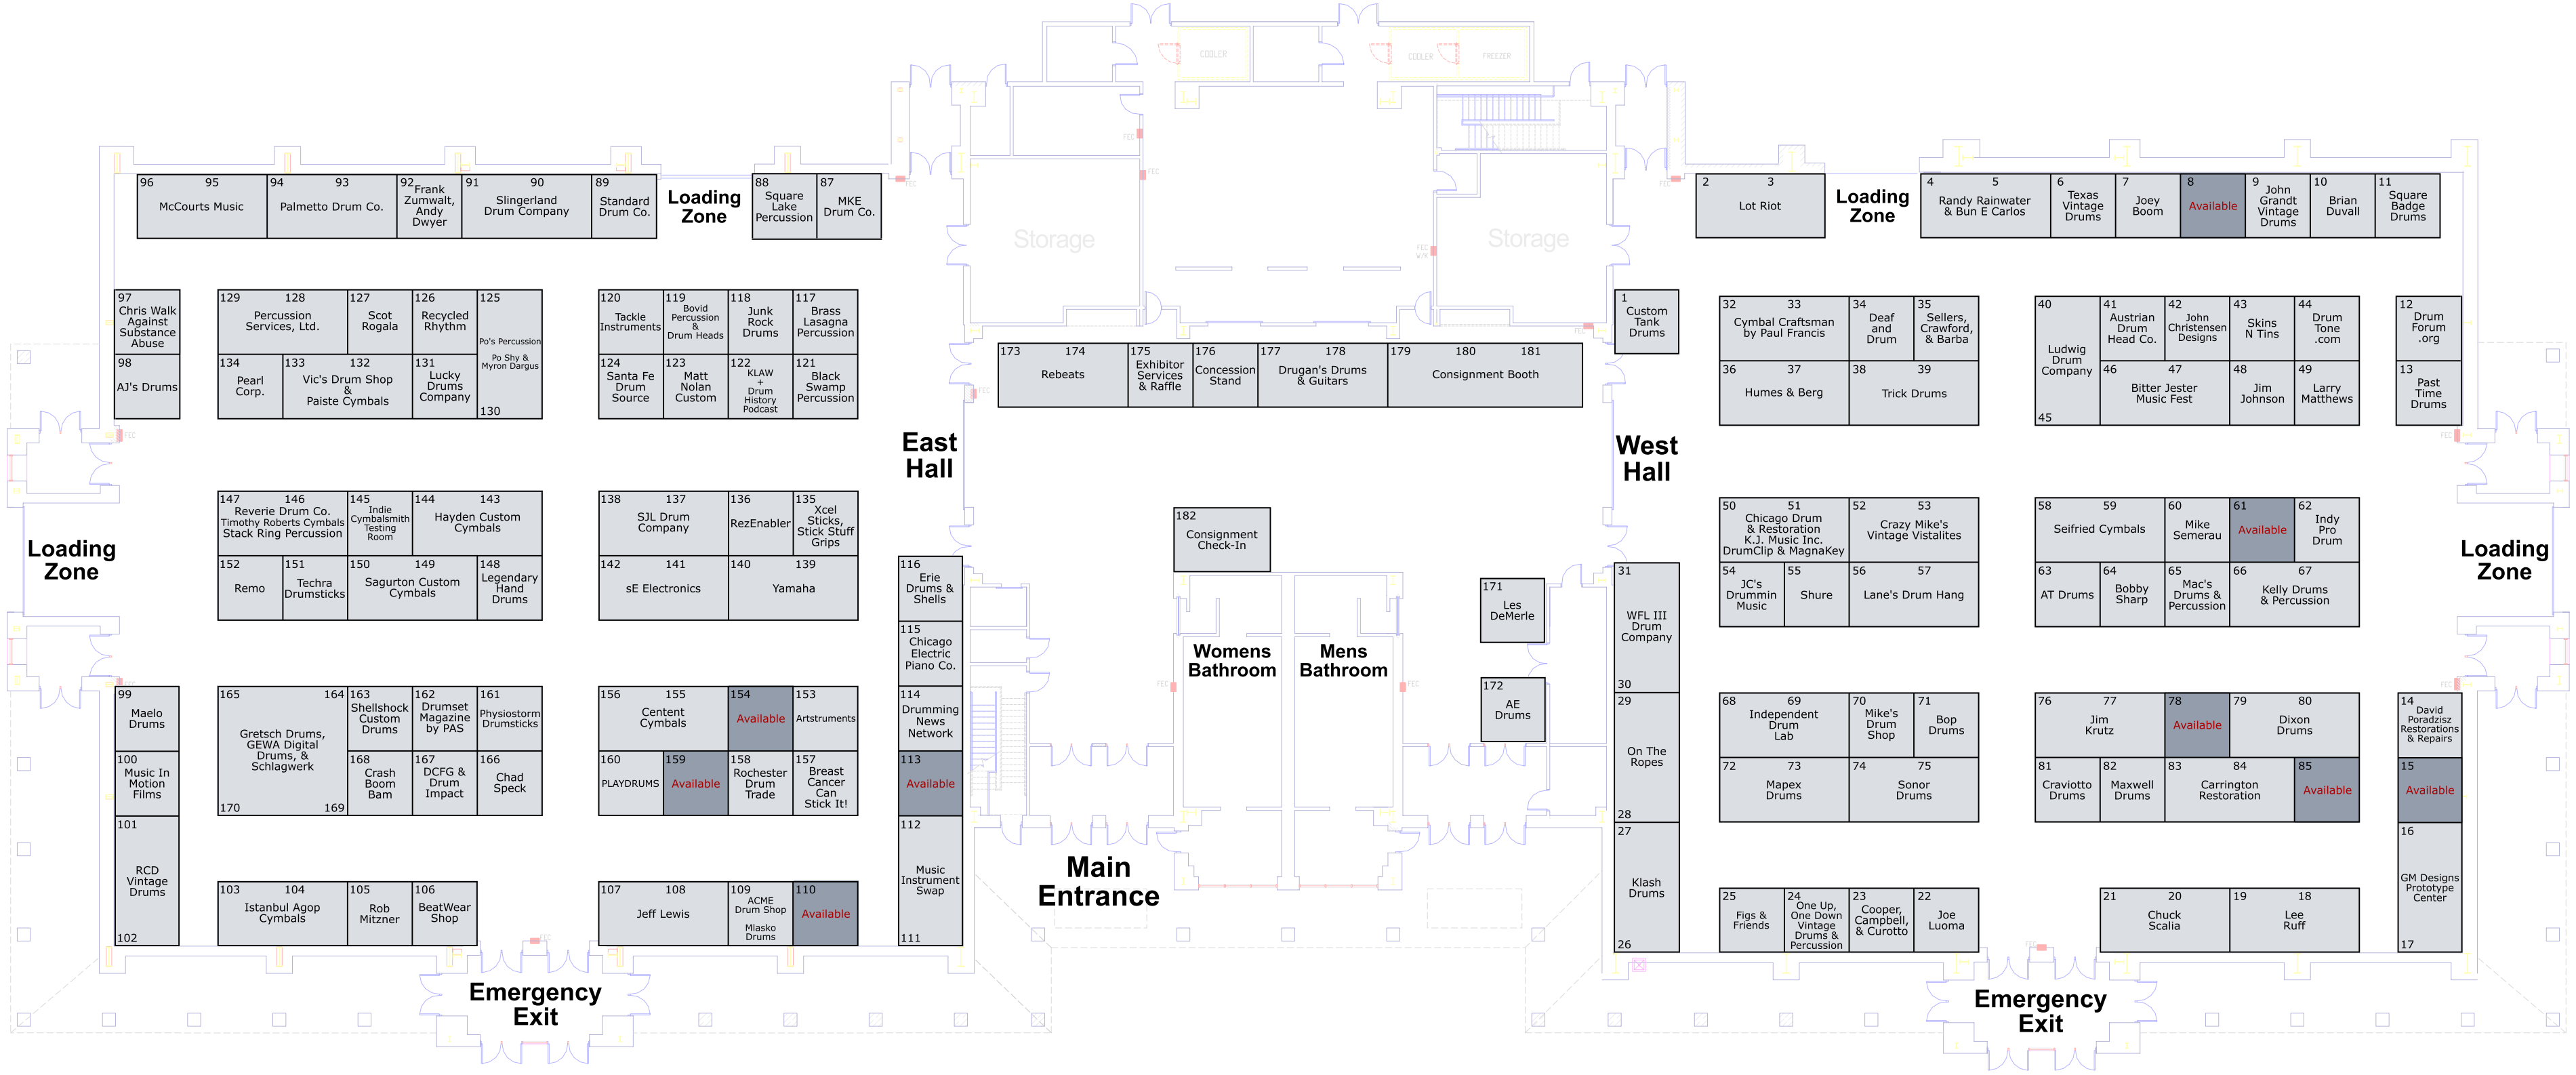 COOLER
COOLER
FREEZER
FEC
FEC
FEC
FEC
FEC
W/R
Storage
Storage
96 95
McCourts Music
94 93
Palmetto Drum Co.
92
Frank
Zumwalt,
Andy
Dwyer
91 90
Slingerland
Drum Company
89
Standard
Drum Co.
Loading
Zone
88
Square
Lake
Percussion
87
MKE
Drum Co.
2 3
Lot Riot
Loading
Zone
4 5
Randy Rainwater
& Bun E Carlos
6
Texas
Vintage
Drums
7
Joey
Boom
8
Available
9
John
Grandt
Vintage
Drums
10
Brian
Duvall
11
Square
Badge
Drums
97
Chris Walk
Against
Substance
Abuse
98
AJ's Drums
129 128
Percussion
Services, Ltd.
127
Scot
Rogala
126
Recycled
Rhythm
125
Po's Percussion
Po Shy &
Myron Dargus
130
134
Pearl
Corp.
133 132
Vic's Drum Shop
&
Paiste Cymbals
131
Lucky
Drums
Company
120
Tackle
Instruments
119
Bovid
Percussion
&
Drum Heads
118
Junk
Rock
Drums
117
Brass
Lasagna
Percussion
124
Santa Fe
Drum
Source
123
Matt
Nolan
Custom
122
KLAW
+
Drum
History
Podcast
121
Black
Swamp
Percussion
173 174
Rebeats
175
Exhibitor
Services
& Raffle
176
Concession
Stand
177 178
Drugan's Drums
& Guitars
179 180 181
Consignment Booth
1
Custom
Tank
Drums
32 33
Cymbal Craftsman
by Paul Francis
34
Deaf
and
Drum
35
Sellers,
Crawford,
& Barba
36 37
Humes & Berg
38 39
Trick Drums
40
Ludwig
Drum
Company
45
41
Austrian
Drum
Head Co.
42
John
Christensen
Designs
43
Skins
N Tins
44
Drum
Tone
.com
46 47
Bitter Jester
Music Fest
48
Jim
Johnson
49
Larry
Matthews
12
Drum
Forum
.org
13
Past
Time
Drums
FEC
FEC
East
Hall
West
Hall
Loading
Zone
147 146
Reverie Drum Co.
Timothy Roberts Cymbals
Stack Ring Percussion
145
Indie
Cymbalsmith
Testing
Room
144 143
Hayden Custom
Cymbals
152
Remo
151
Techra
Drumsticks
150 149
Sagurton Custom
Cymbals
148
Legendary
Hand
Drums
138 137
SJL Drum
Company
136
RezEnabler
135
Xcel
Sticks,
Stick Stuff
Grips
142 141
sE Electronics
140 139
Yamaha
182
Consignment
Check-In
50 51
Chicago Drum
& Restoration
K.J. Music Inc.
DrumClip & MagnaKey
52 53
Crazy Mike's
Vintage Vistalites
54
JC's
Drummin
Music
55
Shure
56 57
Lane's Drum Hang
58 59
Seifried Cymbals
60
Mike
Semerau
61
Available
62
Indy
Pro
Drum
63
AT Drums
64
Bobby
Sharp
65
Mac's
Drums &
Percussion
66 67
Kelly Drums
& Percussion
Loading
Zone
116
Erie
Drums &
Shells
115
Chicago
Electric
Piano Co.
114
Drumming
News
Network
113
Available
112
Music
Instrument
Swap
111
Womens
Bathroom
Mens
Bathroom
FEC
FEC
171
Les
DeMerle
172
AE
Drums
31
WFL III
Drum
Company
30
29
On The
Ropes
28
27
Klash
Drums
26
99
Maelo
Drums
100
Music In
Motion
Films
101
RCD
Vintage
Drums
102
165 164
Gretsch Drums,
GEWA Digital
Drums, &
Schlagwerk
170 169
163
Shellshock
Custom
Drums
162
Drumset
Magazine
by PAS
161
Physiostorm
Drumsticks
168
Crash
Boom
Bam
167
DCFG &
Drum
Impact
166
Chad
Speck
156 155
Centent
Cymbals
154
Available
153
Artstruments
160
PLAYDRUMS
159
Available
158
Rochester
Drum
Trade
157
Breast
Cancer
Can
Stick It!
68 69
Independent
Drum
Lab
70
Mike's
Drum
Shop
71
Bop
Drums
72 73
Mapex
Drums
74 75
Sonor
Drums
76 77
Jim
Krutz
78
Available
79 80
Dixon
Drums
81
Craviotto
Drums
82
Maxwell
Drums
83 84
Carrington
Restoration
85
Available
14
David
Poradzisz
Restorations
& Repairs
15
Available
16
GM Designs
Prototype
Center
17
103 104
Istanbul Agop
Cymbals
105
Rob
Mitzner
106
BeatWear
Shop
107 108
Jeff Lewis
109
ACME
Drum Shop
Mlasko
Drums
110
Available
Main
Entrance
25
Figs &
Friends
24
One Up,
One Down
Vintage
Drums &
Percussion
23
Cooper,
Campbell,
& Curotto
22
Joe
Luoma
21 20
Chuck
Scalia
19 18
Lee
Ruff
FEC
FEC
Emergency
Exit
Emergency
Exit